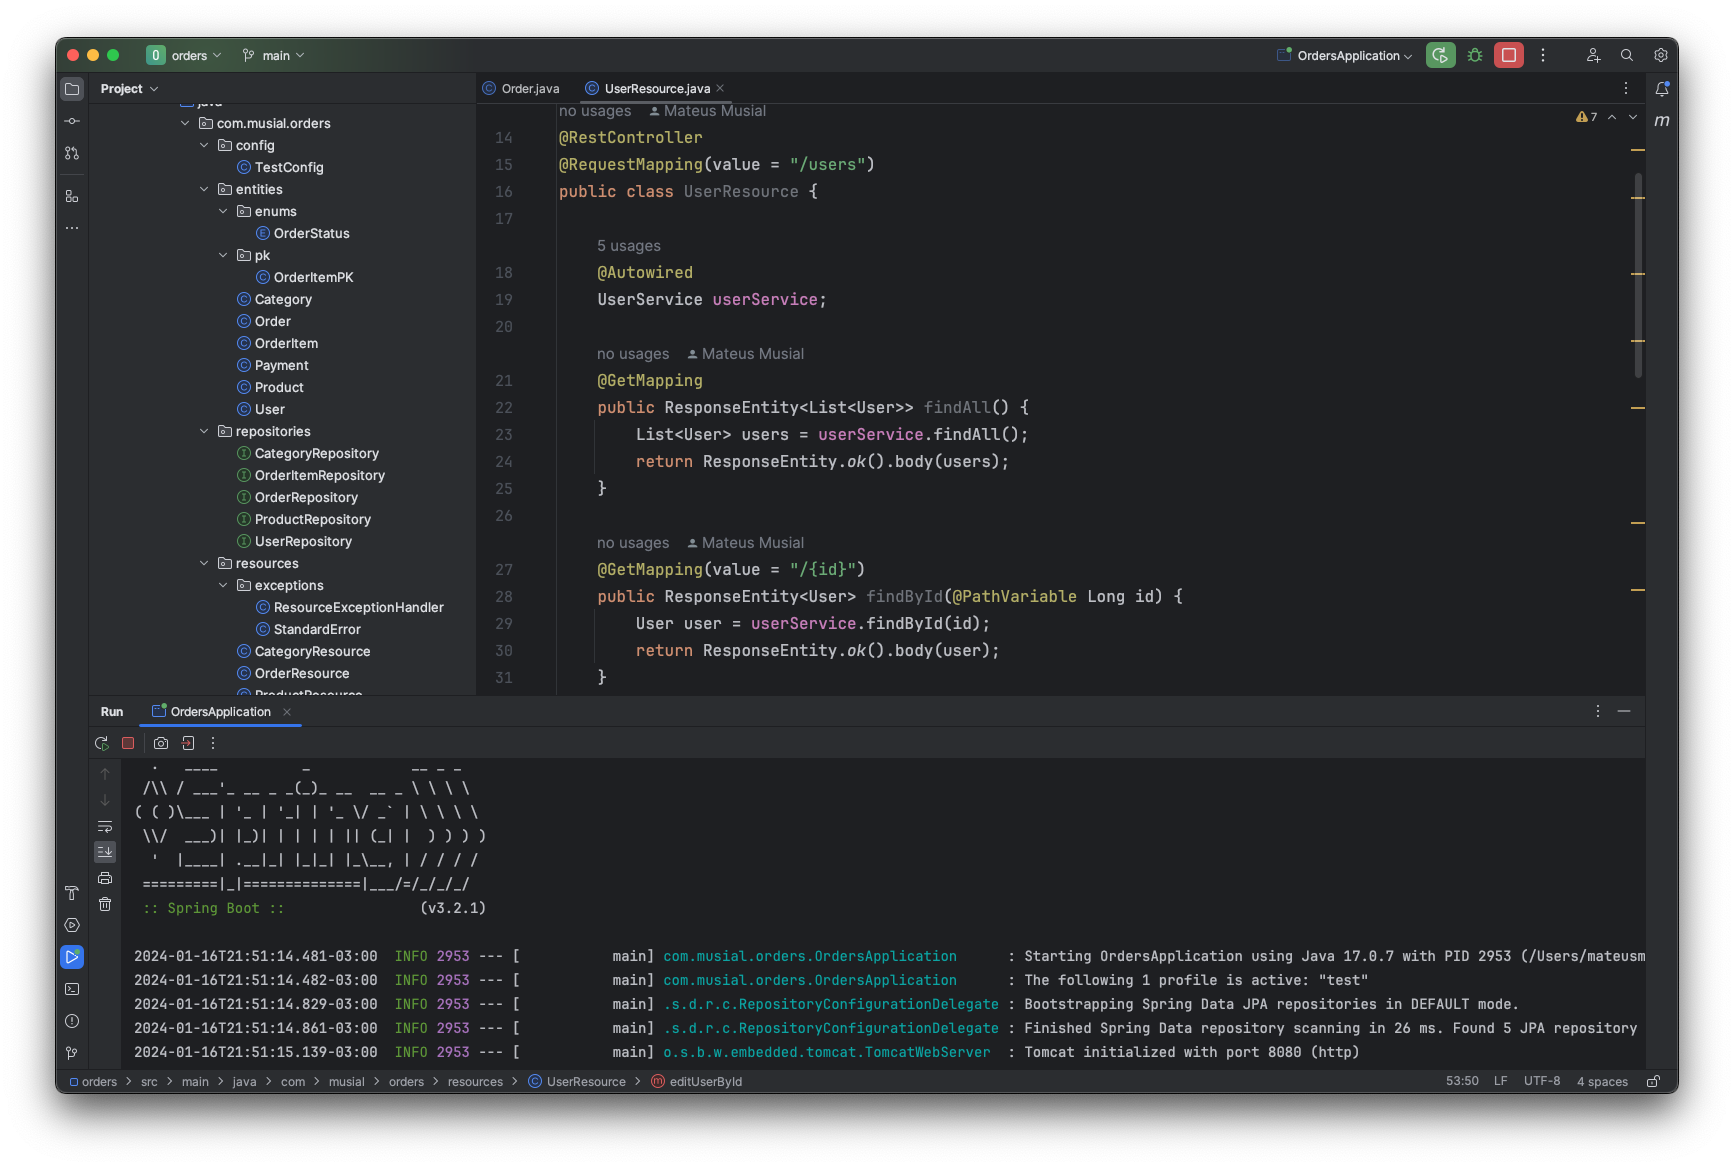 0 orders main OrdersApplication
Project
java
com.musial.orders
config
TestConfig
entities
enums
OrderStatus
pk
OrderItemPK
Category
Order
OrderItem
Payment
Product
User
repositories
CategoryRepository
OrderItemRepository
OrderRepository
ProductRepository
UserRepository
resources
exceptions
ResourceExceptionHandler
StandardError
CategoryResource
OrderResource
ProductResource
Order.java UserResource.java
7
no usages Mateus Musial
14 @RestController
15 @RequestMapping(value = "/users")
16 public class UserResource {
17
5 usages
18 @Autowired
19 UserService userService;
20
no usages Mateus Musial
21 @GetMapping
22 public ResponseEntity<List<User>> findAll() {
23 List<User> users = userService.findAll();
24 return ResponseEntity.ok().body(users);
25 }
26
no usages Mateus Musial
27 @GetMapping(value = "/{id}")
28 public ResponseEntity<User> findById(@PathVariable Long id) {
29 User user = userService.findById(id);
30 return ResponseEntity.ok().body(user);
31 }
m
Run OrdersApplication
  .   ____          _            __ _ _
 /\\ / ___'_ __ _ _(_)_ __  __ _ \ \ \ \
( ( )\___ | '_ | '_| | '_ \/ _` | \ \ \ \
 \\/  ___)| |_)| | | | | || (_| |  ) ) ) )
  '  |____| .__|_| |_|_| |_\__, | / / / /
 =========|_|==============|___/=/_/_/_/
 :: Spring Boot ::                (v3.2.1)
2024-01-16T21:51:14.481-03:00 INFO 2953 --- [ main] com.musial.orders.OrdersApplication : Starting OrdersApplication using Java 17.0.7 with PID 2953 (/Users/mateusm
2024-01-16T21:51:14.482-03:00 INFO 2953 --- [ main] com.musial.orders.OrdersApplication : The following 1 profile is active: "test"
2024-01-16T21:51:14.829-03:00 INFO 2953 --- [ main] .s.d.r.c.RepositoryConfigurationDelegate : Bootstrapping Spring Data JPA repositories in DEFAULT mode.
2024-01-16T21:51:14.861-03:00 INFO 2953 --- [ main] .s.d.r.c.RepositoryConfigurationDelegate : Finished Spring Data repository scanning in 26 ms. Found 5 JPA repository
2024-01-16T21:51:15.139-03:00 INFO 2953 --- [ main] o.s.b.w.embedded.tomcat.TomcatWebServer : Tomcat initialized with port 8080 (http)
orders > src > main > java > com > musial > orders > resources > C UserResource > m editUserById 53:50 LF UTF-8 4 spaces